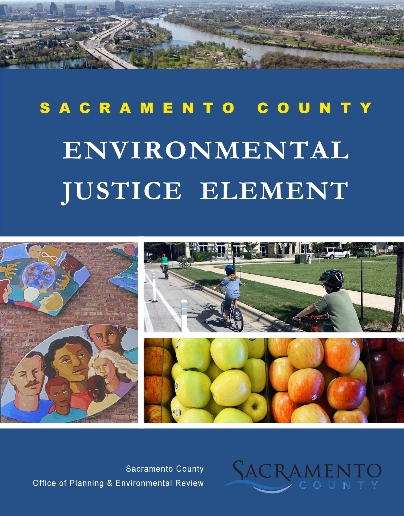 SACRAMENTO COUNTY
ENVIRONMENTAL
JUSTICE ELEMENT
Sacramento County
Office of Planning & Environmental Review
SACRAMENTO
COUNTY